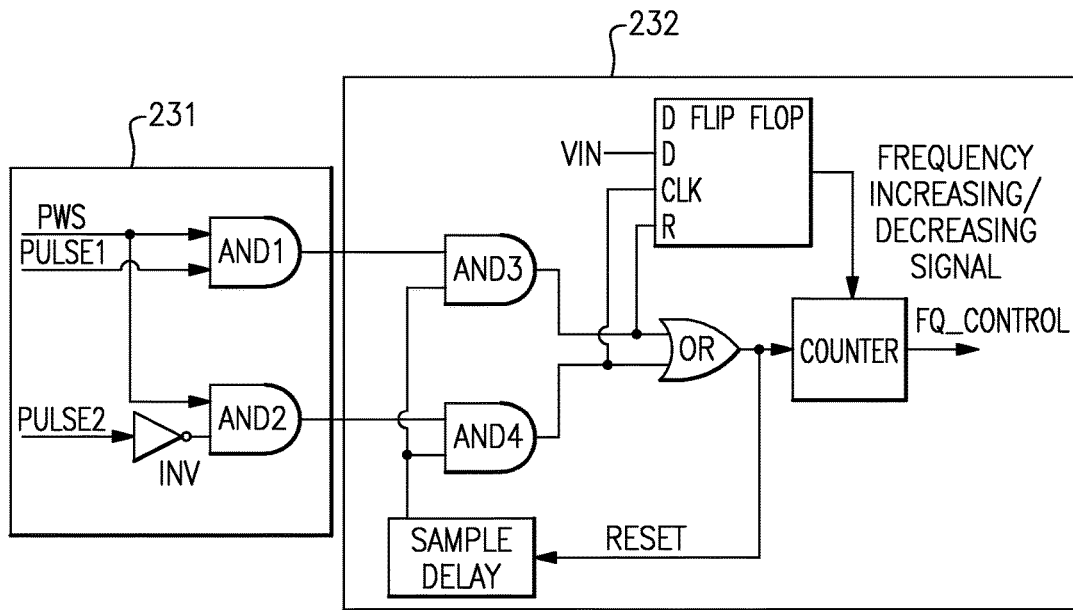 232
231
D FLIP FLOP
VIN
D
CLK
R
FREQUENCY
INCREASING/
DECREASING
SIGNAL
PWS
PULSE1
AND1
AND3
OR
COUNTER
FQ_CONTROL
PULSE2
INV
AND2
AND4
SAMPLE
DELAY
RESET